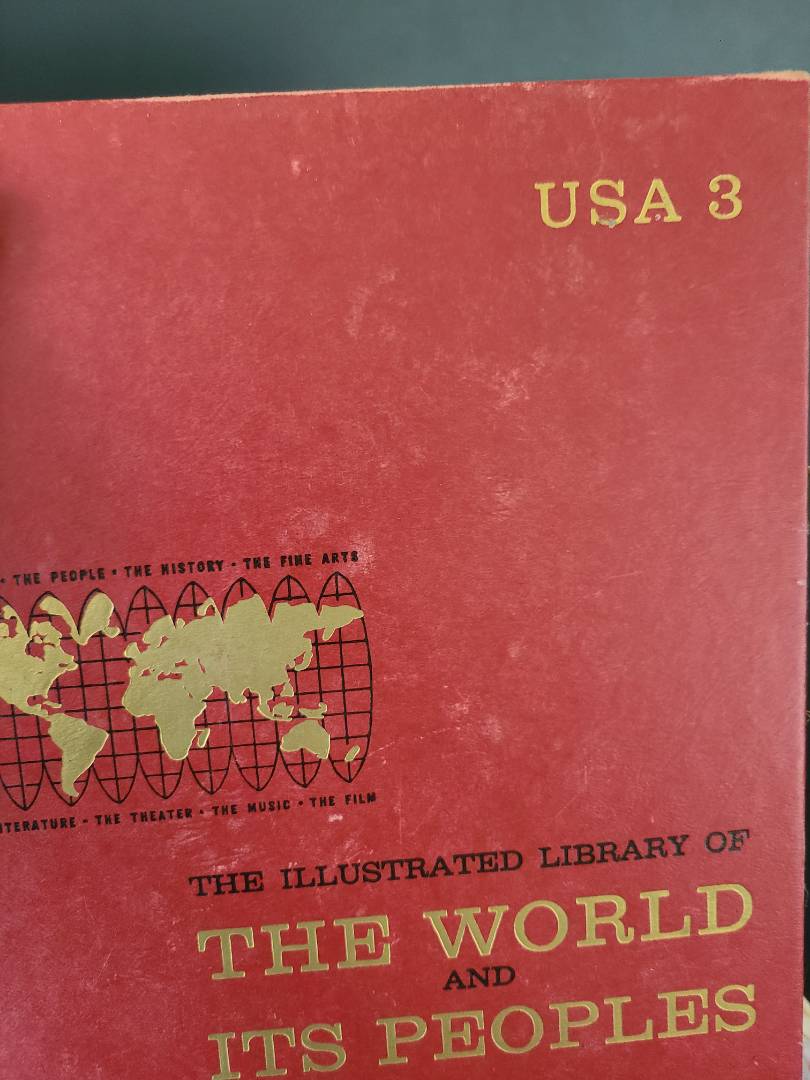 USA 3
• THE PEOPLE • THE HISTORY • THE FINE ARTS
ITERATURE • THE THEATER • THE MUSIC • THE FILM
THE ILLUSTRATED LIBRARY OF
THE WORLD
AND
ITS PEOPLES